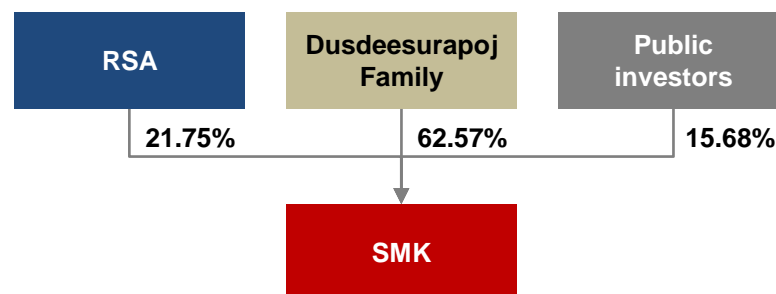 RSA
Dusdeesurapoj
Family
Public
investors
21.75%
62.57%
15.68%
SMK